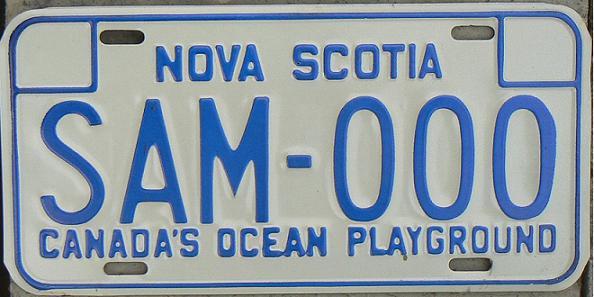 NOVA SCOTIA
SAM-000
CANADA'S OCEAN PLAYGROUND